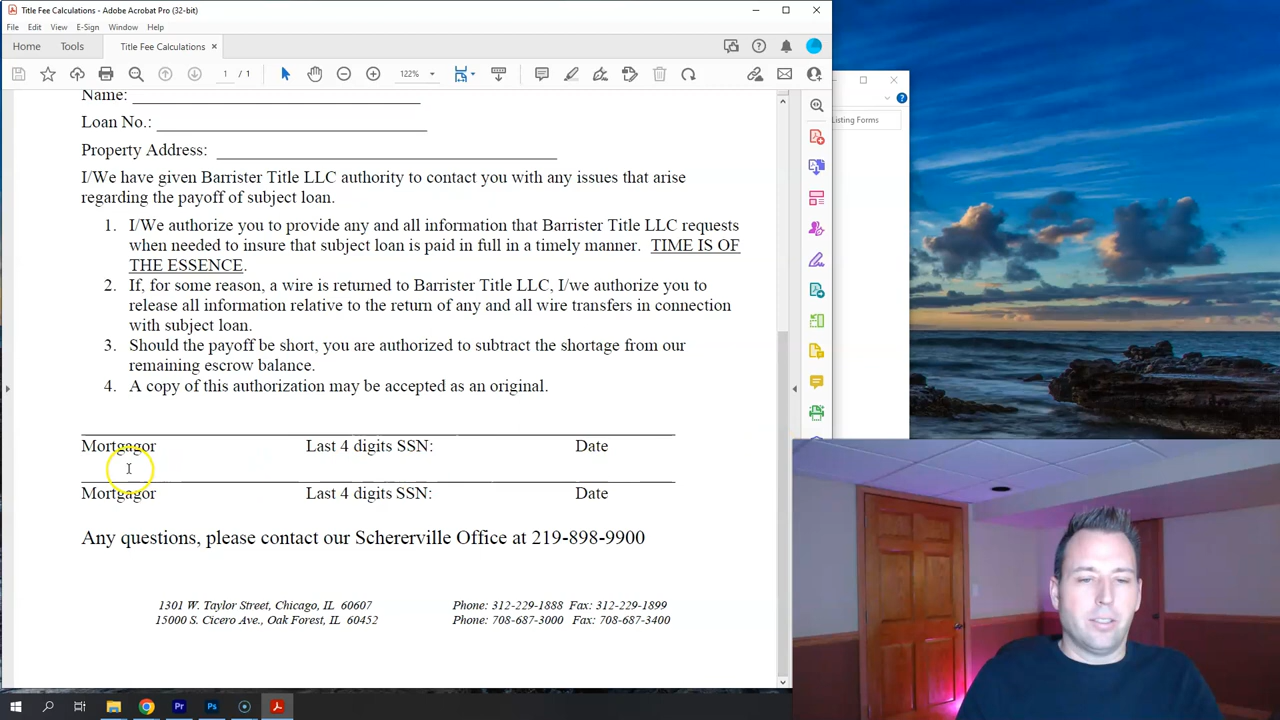 Title Fee Calculations - Adobe Acrobat Pro (32-bit)
File Edit View E-Sign Window Help
Home Tools Title Fee Calculations ×
1 / 1 122%
Name:
Loan No.:
Property Address:
I/We have given Barrister Title LLC authority to contact you with any issues that arise
regarding the payoff of subject loan.
1. I/We authorize you to provide any and all information that Barrister Title LLC requests
when needed to insure that subject loan is paid in full in a timely manner. TIME IS OF
THE ESSENCE.
2. If, for some reason, a wire is returned to Barrister Title LLC, I/we authorize you to
release all information relative to the return of any and all wire transfers in connection
with subject loan.
3. Should the payoff be short, you are authorized to subtract the shortage from our
remaining escrow balance.
4. A copy of this authorization may be accepted as an original.
Mortgagor Last 4 digits SSN: Date
Mortgagor Last 4 digits SSN: Date
Any questions, please contact our Schererville Office at 219-898-9900
1301 W. Taylor Street, Chicago, IL 60607 Phone: 312-229-1888 Fax: 312-229-1899
15000 S. Cicero Ave., Oak Forest, IL 60452 Phone: 708-687-3000 Fax: 708-687-3400
Listing Forms
Pr Ps